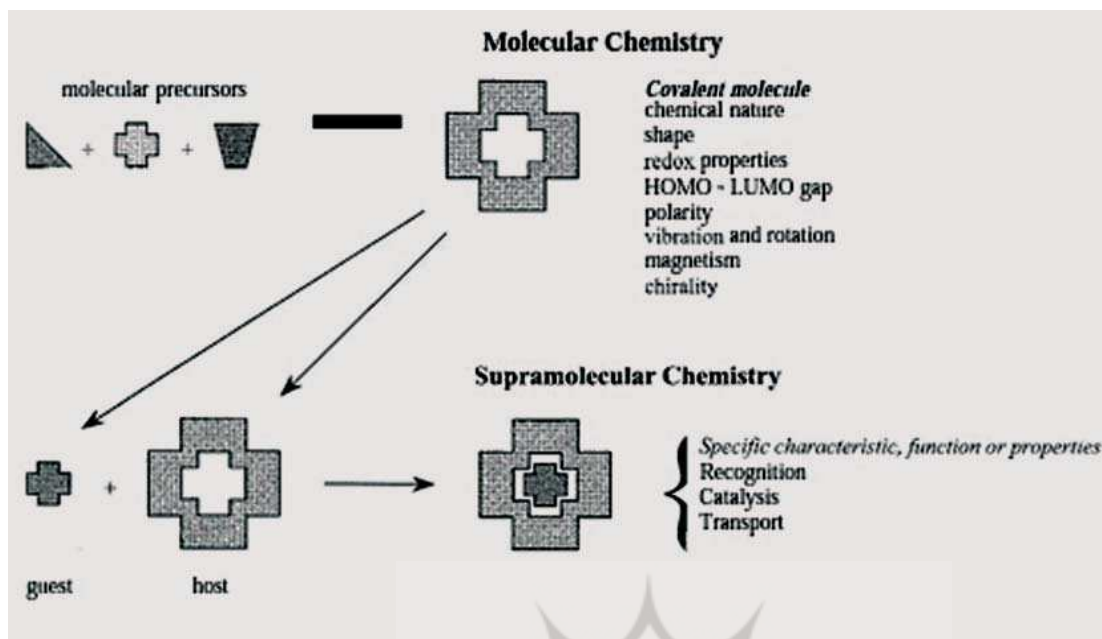 Molecular Chemistry
molecular precursors
+ +
Covalent molecule
chemical nature
shape
redox properties
HOMO - LUMO gap
polarity
vibration and rotation
magnetism
chirality
Supramolecular Chemistry
+
Specific characteristic, function or properties
Recognition
Catalysis
Transport
guest
host